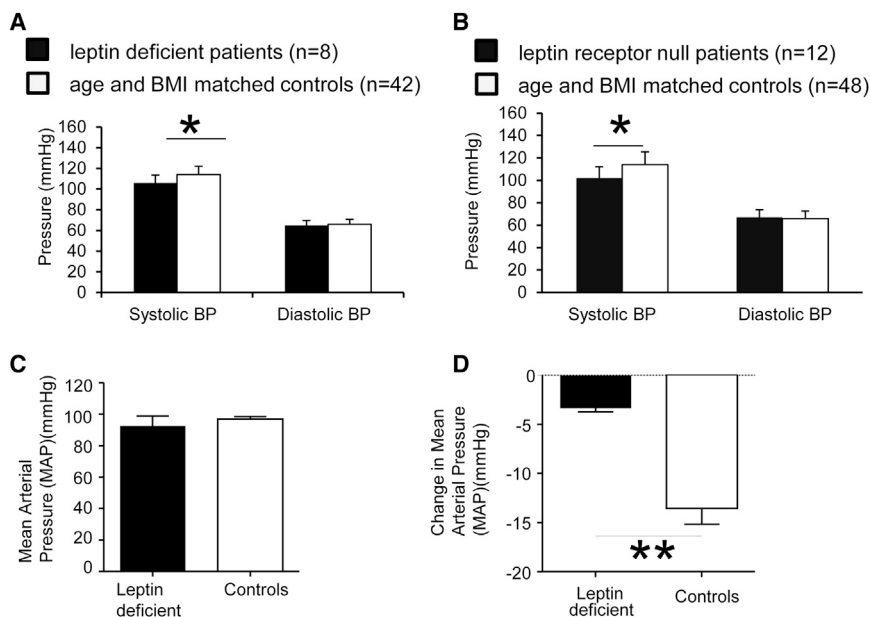 A
leptin deficient patients (n=8)
age and BMI matched controls (n=42)
Pressure (mmHg)
160
140
120
100
80
60
40
20
0
*
Systolic BP
Diastolic BP
B
leptin receptor null patients (n=12)
age and BMI matched controls (n=48)
Pressure (mmHg)
160
140
120
100
80
60
40
20
0
*
Systolic BP
Diastolic BP
C
Mean Arterial
Pressure (MAP)(mmHg)
120
100
80
60
40
20
0
Leptin
deficient
Controls
D
Change in Mean
Arterial Pressure
(MAP)(mmHg)
0
-5
-10
-15
-20
**
Leptin
deficient
Controls